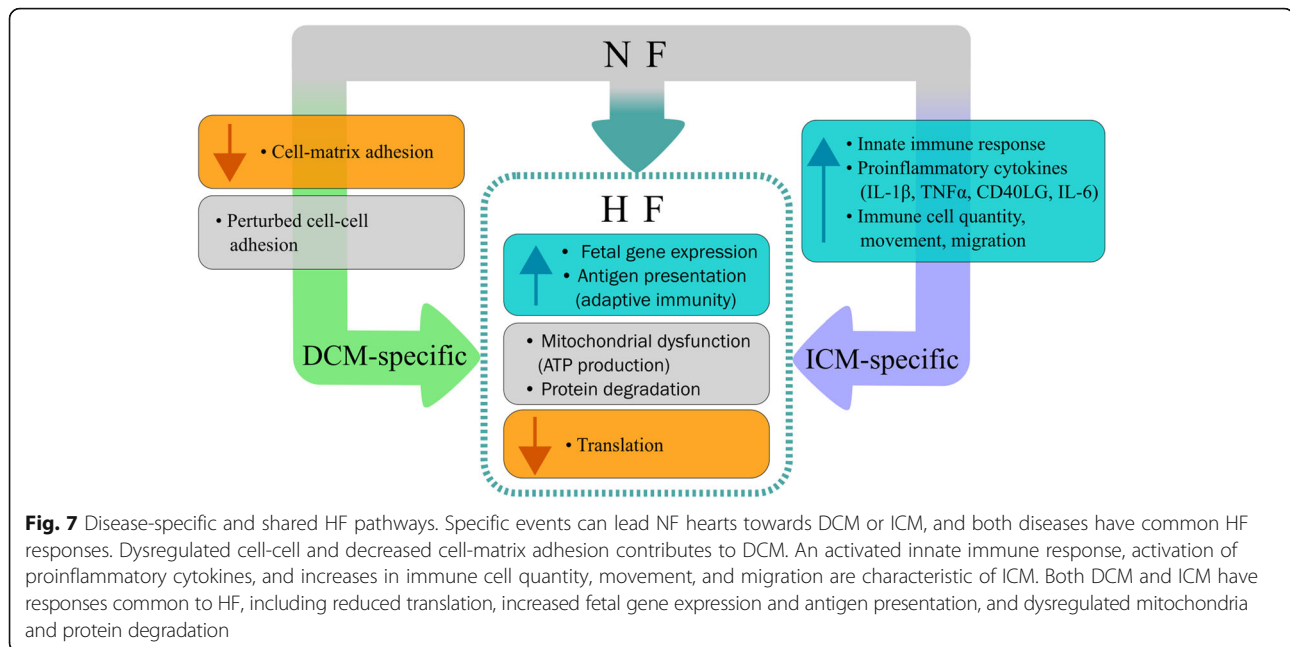 N F
• Cell-matrix adhesion
• Perturbed cell-cell
adhesion
DCM-specific
H F
• Fetal gene expression
• Antigen presentation
(adaptive immunity)
• Mitochondrial dysfunction
(ATP production)
• Protein degradation
• Translation
• Innate immune response
• Proinflammatory cytokines
(IL-1β, TNFα, CD40LG, IL-6)
• Immune cell quantity,
movement, migration
ICM-specific
Fig. 7 Disease-specific and shared HF pathways. Specific events can lead NF hearts towards DCM or ICM, and both diseases have common HF
responses. Dysregulated cell-cell and decreased cell-matrix adhesion contributes to DCM. An activated innate immune response, activation of
proinflammatory cytokines, and increases in immune cell quantity, movement, and migration are characteristic of ICM. Both DCM and ICM have
responses common to HF, including reduced translation, increased fetal gene expression and antigen presentation, and dysregulated mitochondria
and protein degradation